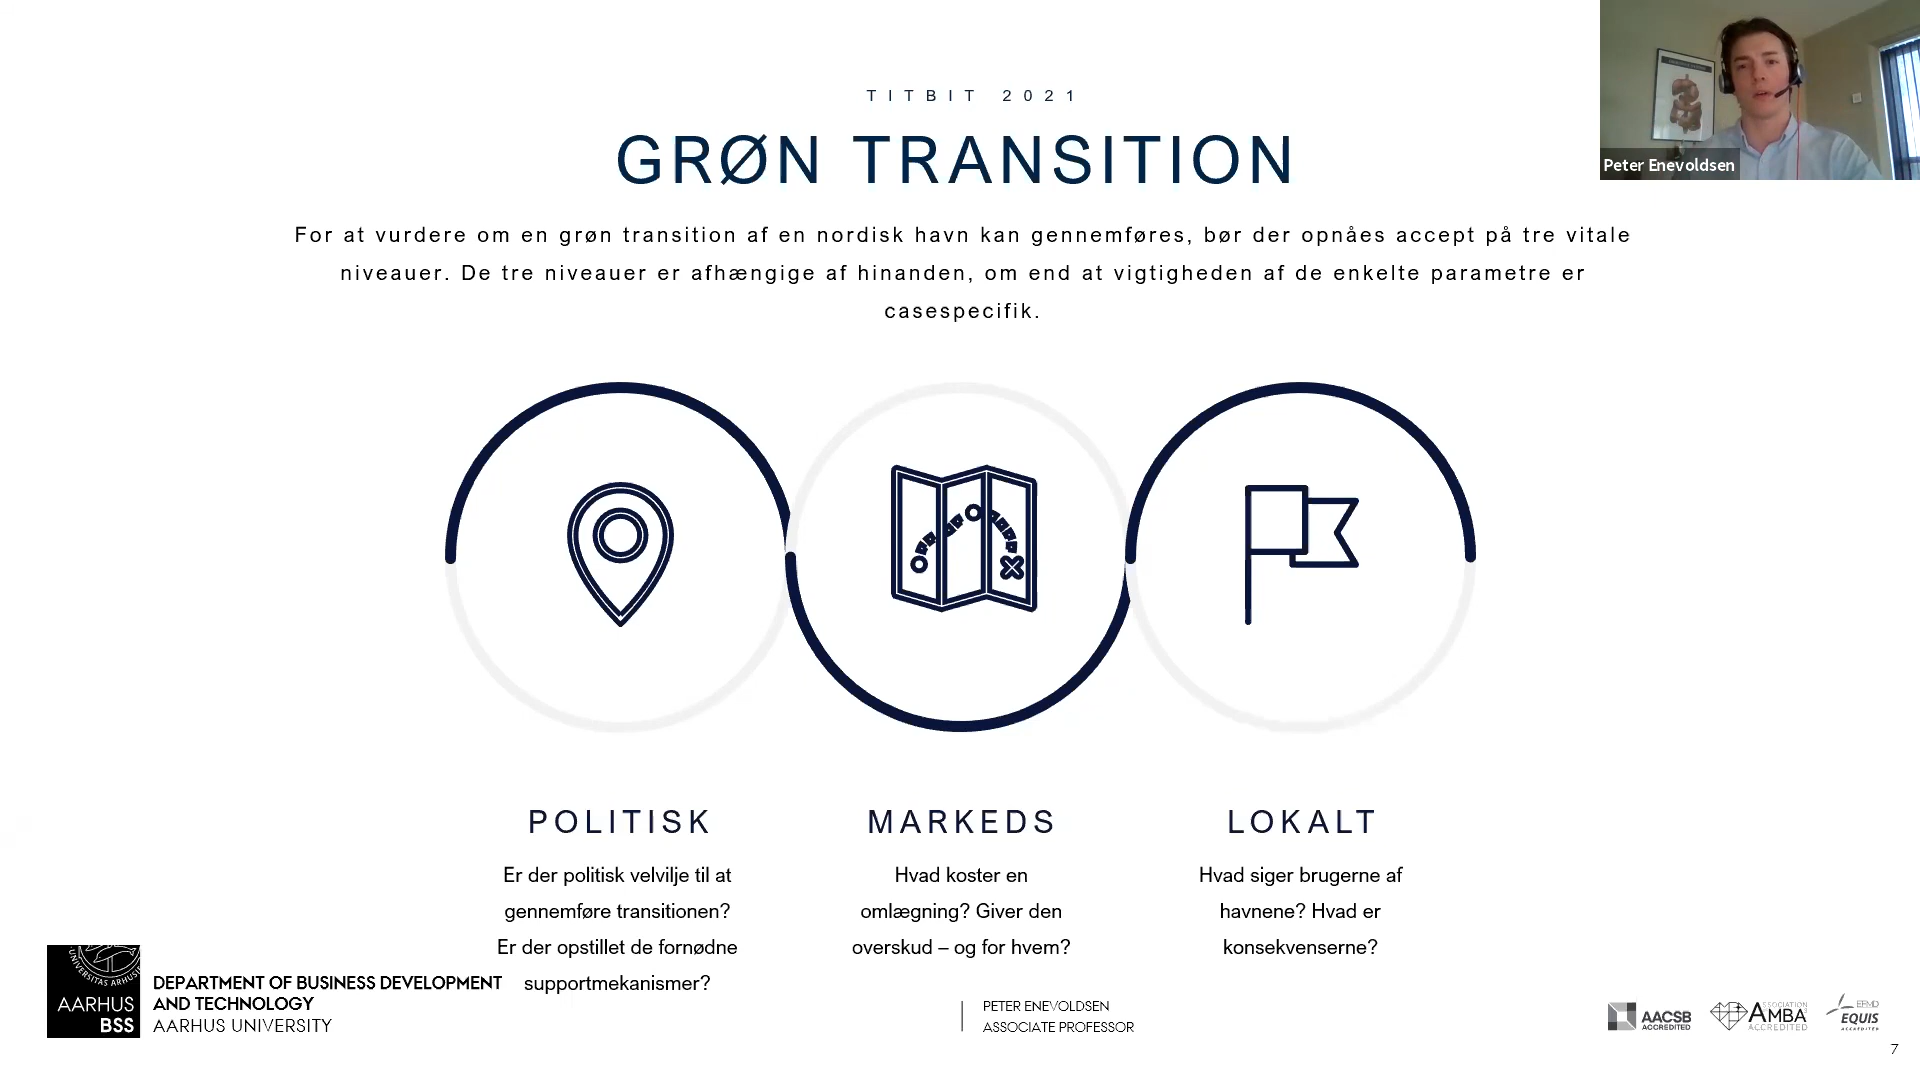 TITBIT 2021
GRØN TRANSITION
Peter Enevoldsen
For at vurdere om en grøn transition af en nordisk havn kan gennemføres, bør der opnåes accept på tre vitale
niveauer. De tre niveauer er afhængige af hinanden, om end at vigtigheden af de enkelte parametre er
casespecifik.
POLITISK
Er der politisk velvilje til at
gennemføre transitionen?
Er der opstillet de fornødne
supportmekanismer?
MARKEDS
Hvad koster en
omlægning? Giver den
overskud – og for hvem?
LOKALT
Hvad siger brugerne af
havnene? Hvad er
konsekvenserne?
AARHUS
BSS
DEPARTMENT OF BUSINESS DEVELOPMENT
AND TECHNOLOGY
AARHUS UNIVERSITY
PETER ENEVOLDSEN
ASSOCIATE PROFESSOR
AACSB
ACCREDITED
ASSOCIATION
AMBA
ACCREDITED
EFMD
EQUIS
ACCREDITED
7